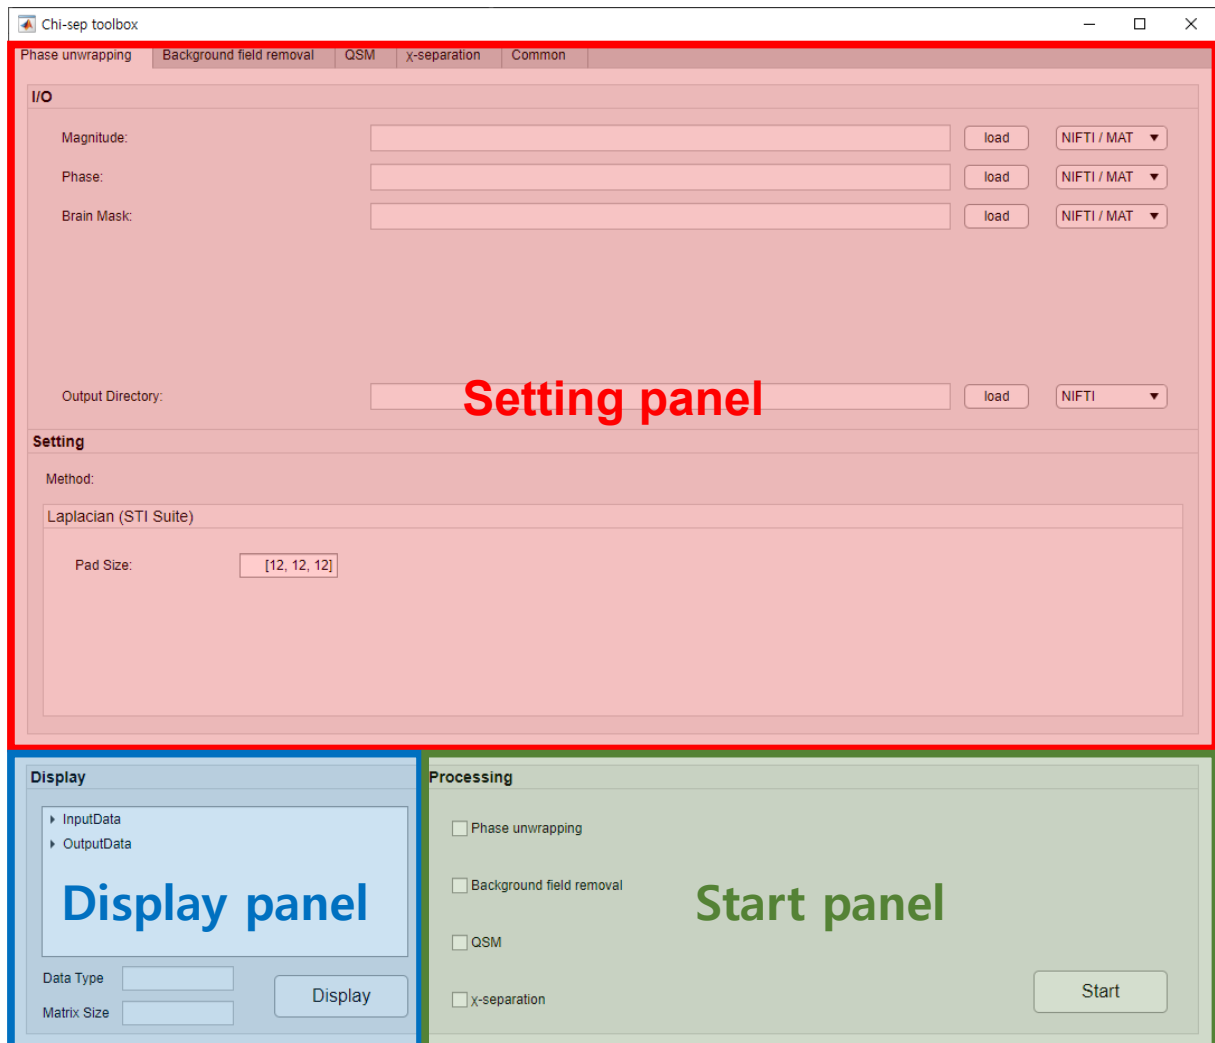 Chi-sep toolbox
Phase unwrapping Background field removal QSM χ-separation Common
I/O
Magnitude: load NIFTI / MAT
Phase: load NIFTI / MAT
Brain Mask: load NIFTI / MAT
Output Directory: load NIFTI
Setting panel
Setting
Method:
Laplacian (STI Suite)
Pad Size: [12, 12, 12]
Display
InputData
OutputData
Display panel
Data Type
Matrix Size
Display
Processing
Phase unwrapping
Background field removal
Start panel
QSM
χ-separation
Start